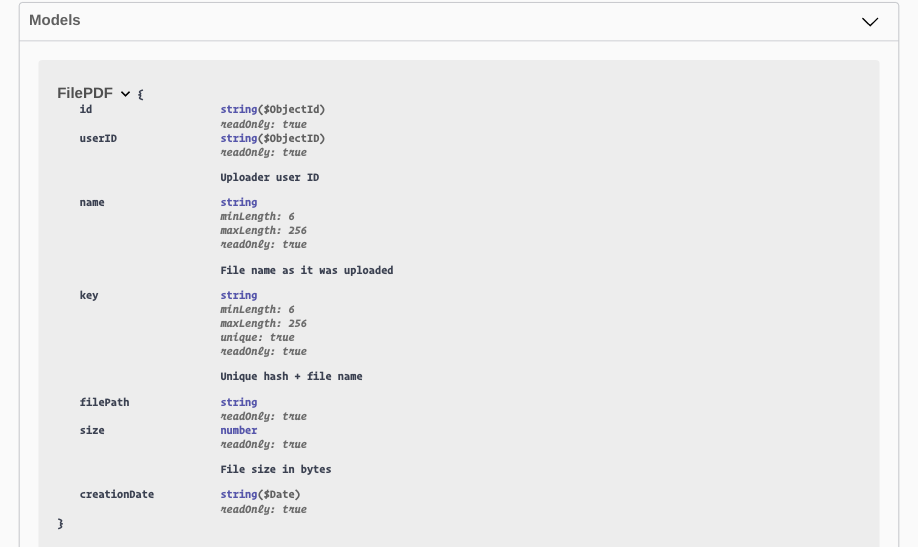 Models
FilePDF {
id string($ObjectId)
readOnly: true
userID string($ObjectID)
readOnly: true
Uploader user ID
name string
minLength: 6
maxLength: 256
readOnly: true
File name as it was uploaded
key string
minLength: 6
maxLength: 256
unique: true
readOnly: true
Unique hash + file name
filePath string
readOnly: true
size number
readOnly: true
File size in bytes
creationDate string($Date)
readOnly: true
}